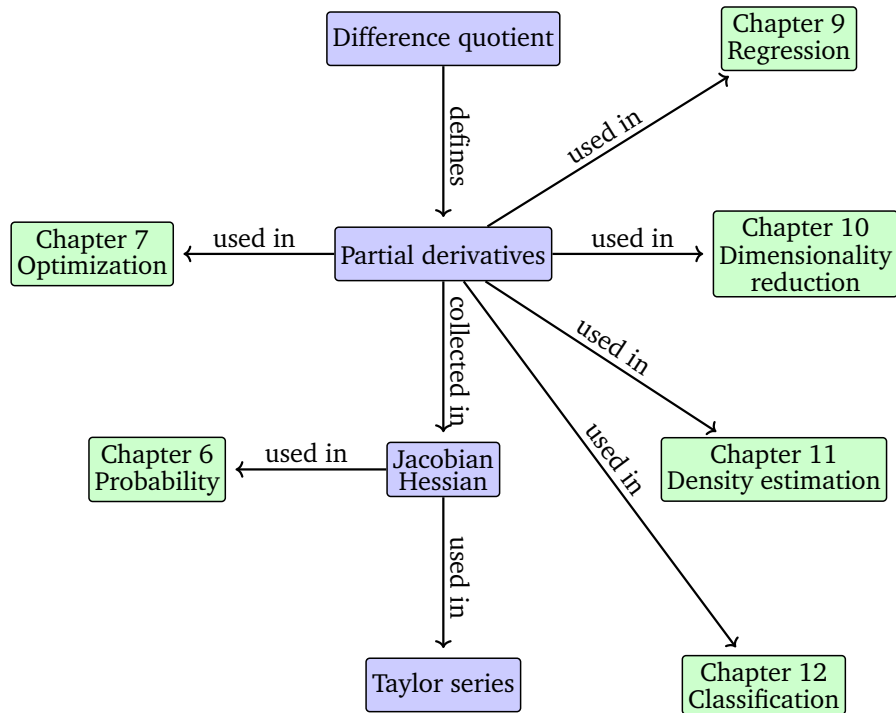 Difference quotient
Chapter 9
Regression
defines
used in
Chapter 7
Optimization
used in
Partial derivatives
used in
Chapter 10
Dimensionality
reduction
collected in
used in
used in
Chapter 6
Probability
used in
Jacobian
Hessian
Chapter 11
Density estimation
used in
Taylor series
Chapter 12
Classification